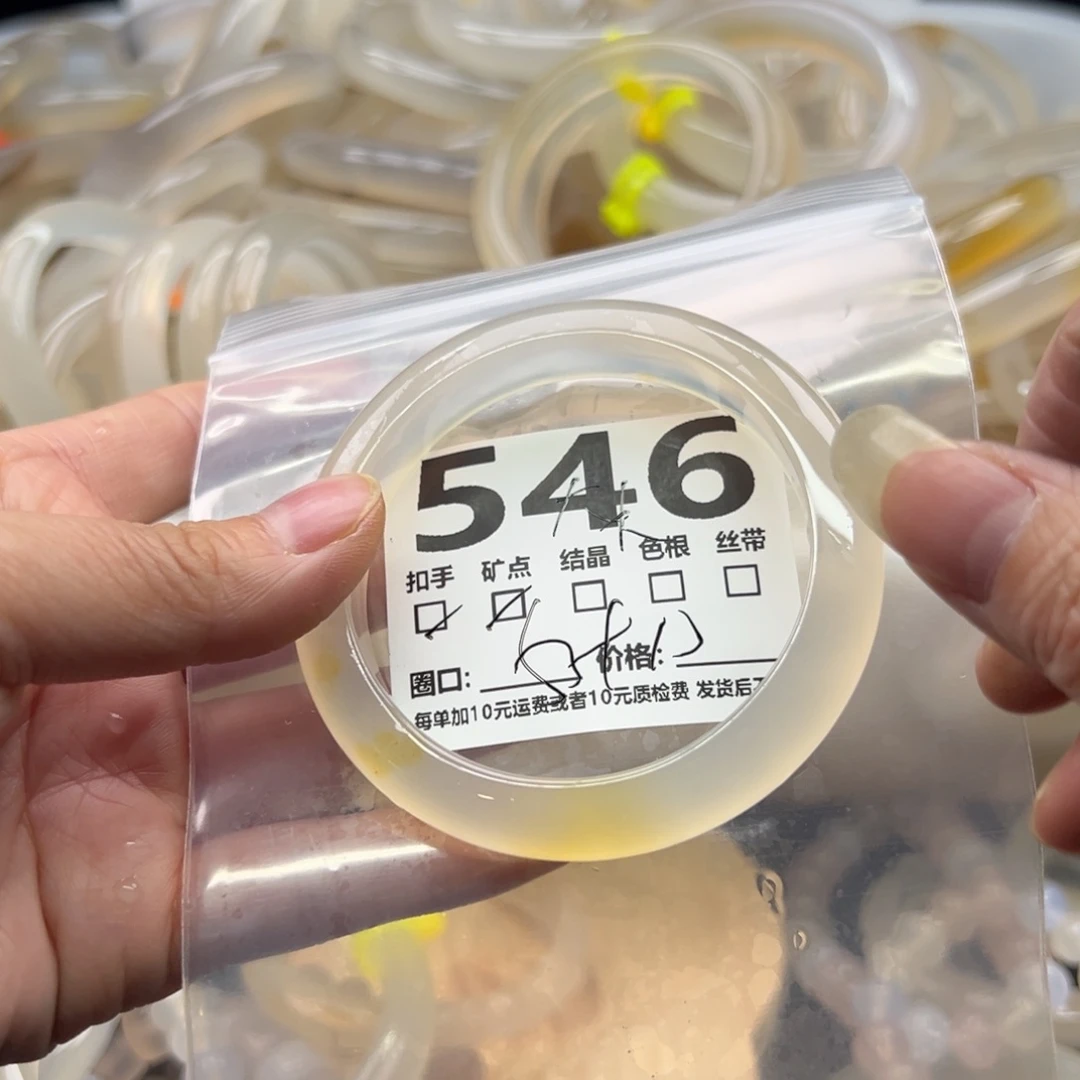 546
扣手 矿点 结晶 色根 丝带
圈口: 价格:
每单加10元运费或者10元质检费 发货后